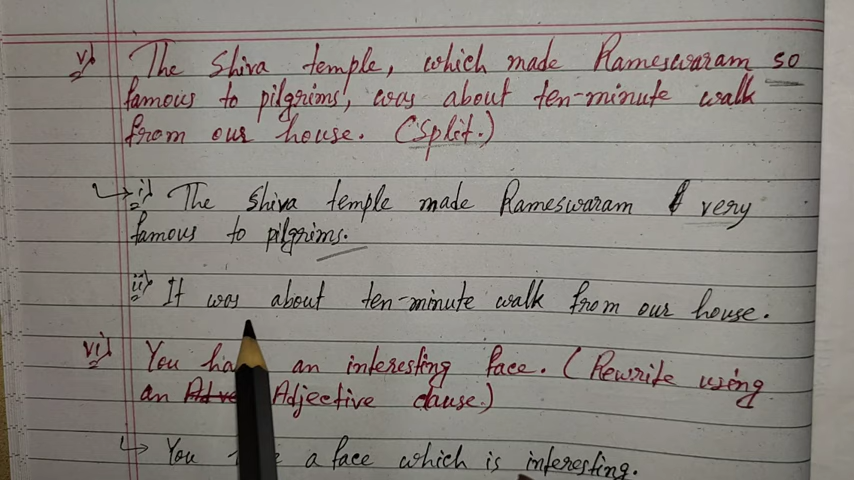 v) The Shiva temple, which made Rameswaram so
famous to pilgrims, was about ten-minute walk
from our house. (Split.)
i) The Shiva temple made Rameswaram very
famous to pilgrims.
ii) It was about ten-minute walk from our house.
vi) You an interesting face. (Rewrite using
an Adjective clause.)
You a face which is interesting.